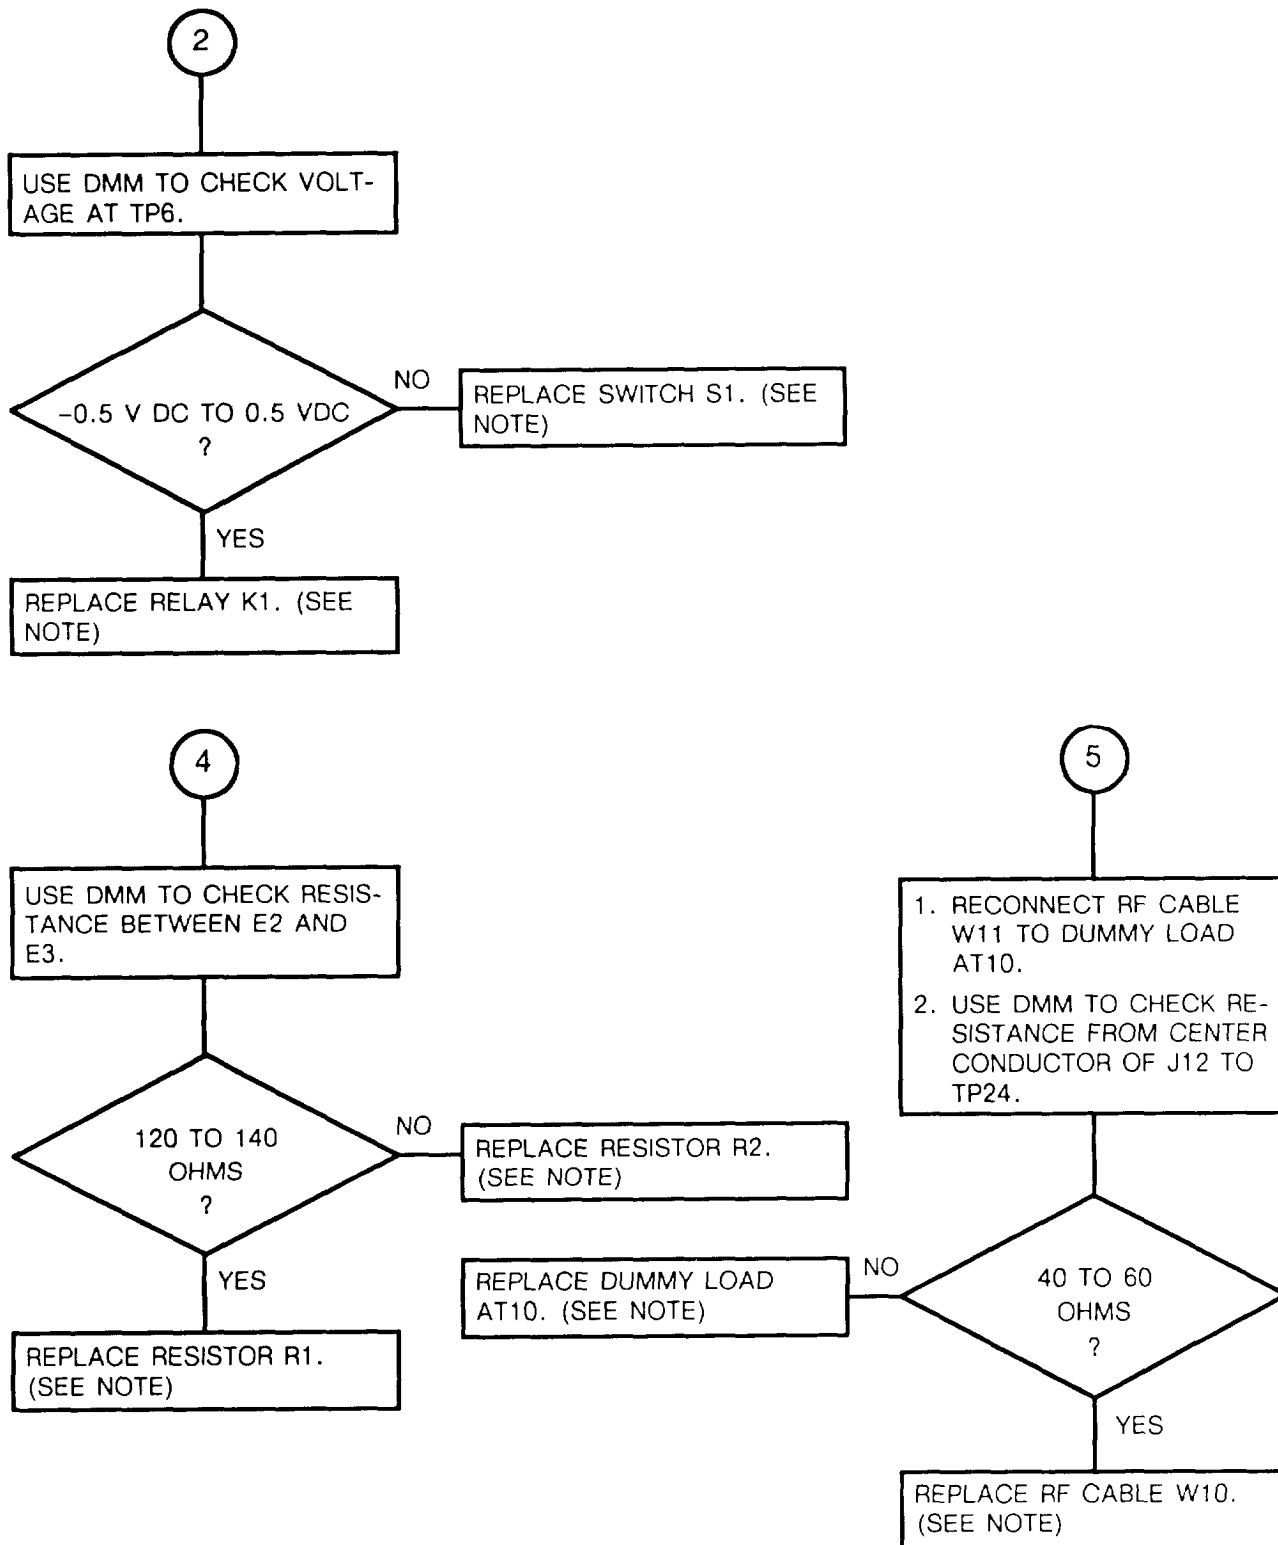 2
USE DMM TO CHECK VOLT-
AGE AT TP6.
-0.5 V DC TO 0.5 VDC
?
NO
REPLACE SWITCH S1. (SEE
NOTE)
YES
REPLACE RELAY K1. (SEE
NOTE)
4
USE DMM TO CHECK RESIS-
TANCE BETWEEN E2 AND
E3.
120 TO 140
OHMS
?
NO
REPLACE RESISTOR R2.
(SEE NOTE)
YES
REPLACE RESISTOR R1.
(SEE NOTE)
5
1. RECONNECT RF CABLE
W11 TO DUMMY LOAD
AT10.
2. USE DMM TO CHECK RE-
SISTANCE FROM CENTER
CONDUCTOR OF J12 TO
TP24.
40 TO 60
OHMS
?
NO
REPLACE DUMMY LOAD
AT10. (SEE NOTE)
YES
REPLACE RF CABLE W10.
(SEE NOTE)